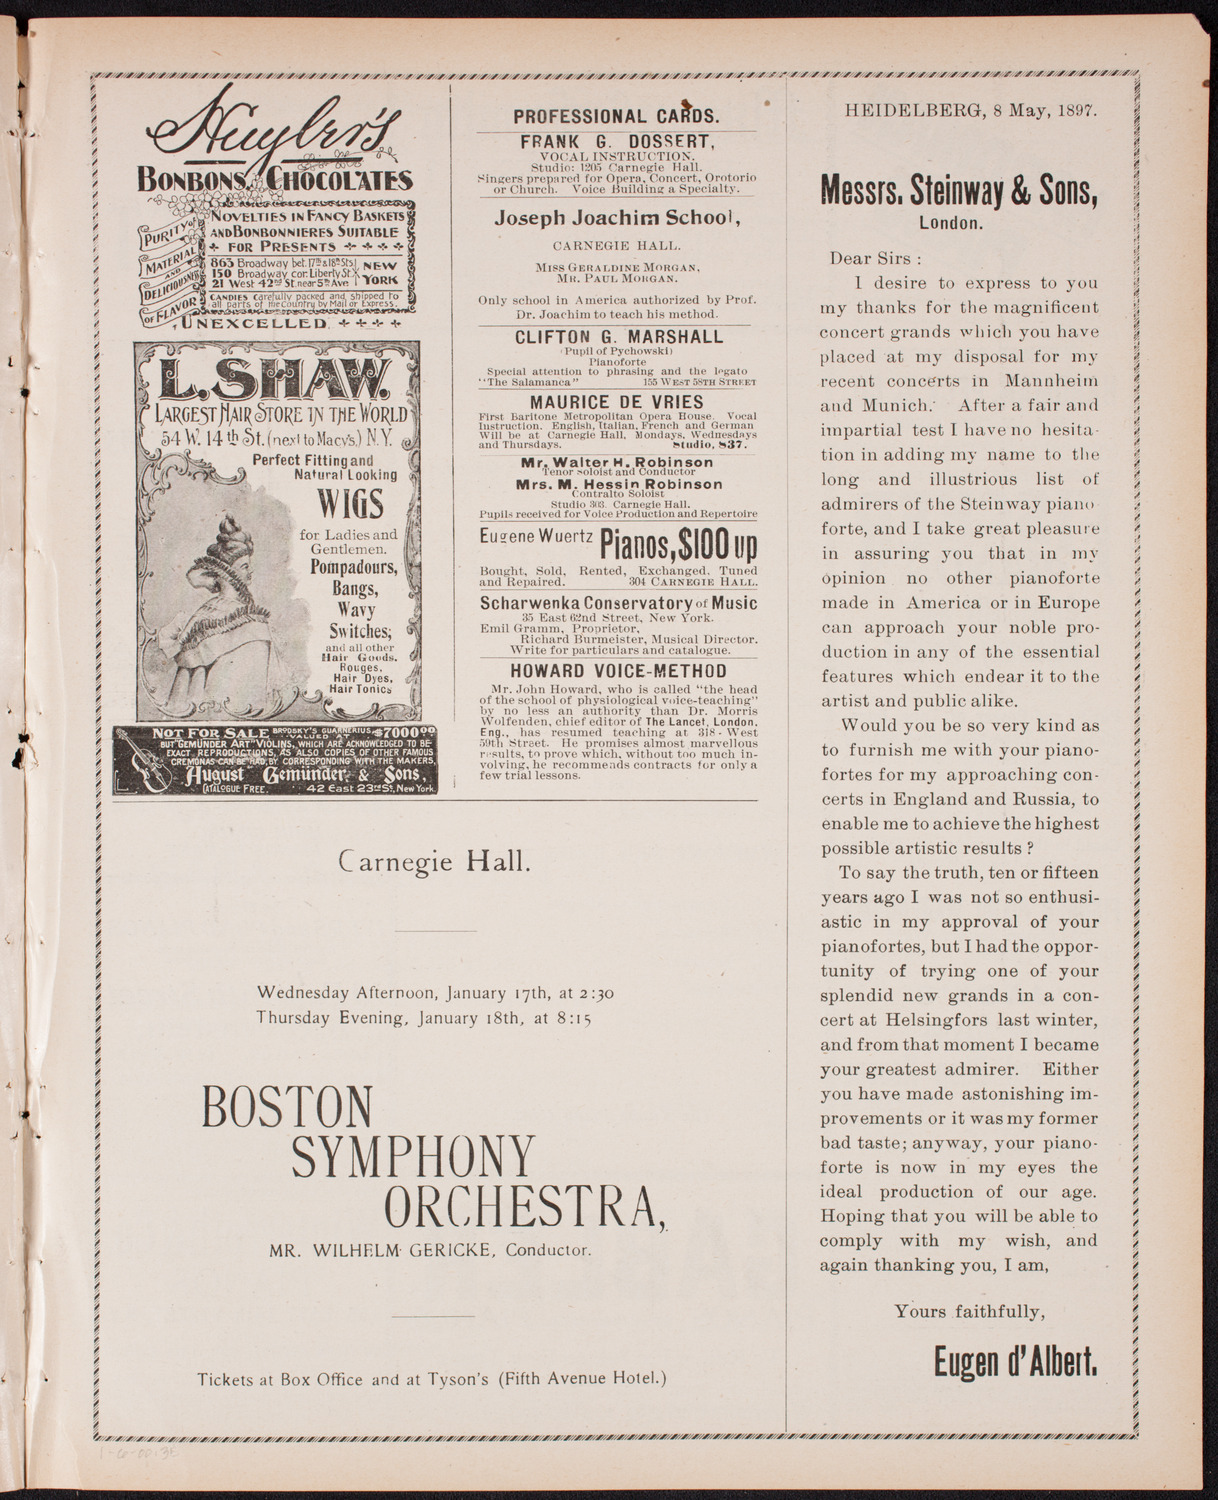 Huyler's
BONBONS, CHOCOLATES
NOVELTIES IN FANCY BASKETS
AND BONBONNIERES SUITABLE
FOR PRESENTS
PURITY OF
MATERIAL
AND
DELICIOUSNESS
OF FLAVOR
863 Broadway bet. 17th & 18th Sts.
150 Broadway cor. Liberty St.
21 West 42nd St. near 5th Ave
NEW
YORK
CANDIES carefully packed and shipped to
all parts of the Country by Mail or Express.
UNEXCELLED
L. SHAW.
LARGEST HAIR STORE IN THE WORLD
54 W. 14th St. (next to Macy's.) N.Y.
Perfect Fitting and
Natural Looking
WIGS
for Ladies and
Gentlemen.
Pompadours,
Bangs,
Wavy
Switches;
and all other
Hair Goods.
Rouges,
Hair Dyes,
Hair Tonics
NOT FOR SALE BRODSKY'S GUARNERIUS, VALUED AT $7000.00
BUT "GEMÜNDER ART" VIOLINS, WHICH ARE ACKNOWLEDGED TO BE
EXACT REPRODUCTIONS, AS ALSO COPIES OF OTHER FAMOUS
CREMONAS CAN BE HAD BY CORRESPONDING WITH THE MAKERS,
August Gemünder & Sons,
CATALOGUE FREE. 42 East 23rd St, New York.
PROFESSIONAL CARDS.
FRANK G. DOSSERT,
VOCAL INSTRUCTION.
Studio: 1205 Carnegie Hall.
Singers prepared for Opera, Concert, Orotorio
or Church. Voice Building a Specialty.
Joseph Joachim School,
CARNEGIE HALL.
MISS GERALDINE MORGAN,
MR. PAUL MORGAN.
Only school in America authorized by Prof.
Dr. Joachim to teach his method.
CLIFTON G. MARSHALL
(Pupil of Pychowski)
Pianoforte
Special attention to phrasing and the legato
"The Salamanca" 155 WEST 58TH STREET
MAURICE DE VRIES
First Baritone Metropolitan Opera House. Vocal
Instruction. English, Italian, French and German
Will be at Carnegie Hall, Mondays, Wednesdays
and Thursdays. Studio, 837.
Mr. Walter H. Robinson
Tenor Soloist and Conductor
Mrs. M. Hessin Robinson
Contralto Soloist
Studio 303. Carnegie Hall.
Pupils received for Voice Production and Repertoire
Eugene Wuertz Pianos, $100 up
Bought, Sold, Rented, Exchanged, Tuned
and Repaired. 304 CARNEGIE HALL.
Scharwenka Conservatory of Music
35 East 62nd Street, New York.
Emil Gramm, Proprietor,
Richard Burmeister, Musical Director.
Write for particulars and catalogue.
HOWARD VOICE-METHOD
Mr. John Howard, who is called "the head
of the school of physiological voice-teaching"
by no less an authority than Dr. Morris
Wolfenden, chief editor of The Lancet, London,
Eng., has resumed teaching at 318 - West
59th Street. He promises almost marvellous
results, to prove which, without too much in-
volving, he recommends contracts for only a
few trial lessons.
Carnegie Hall.
Wednesday Afternoon, January 17th, at 2:30
Thursday Evening, January 18th, at 8:15
BOSTON
SYMPHONY
ORCHESTRA,
MR. WILHELM GERICKE, Conductor.
Tickets at Box Office and at Tyson's (Fifth Avenue Hotel.)
HEIDELBERG, 8 May, 1897.
Messrs. Steinway & Sons,
London.
Dear Sirs :
I desire to express to you
my thanks for the magnificent
concert grands which you have
placed at my disposal for my
recent concerts in Mannheim
and Munich. After a fair and
impartial test I have no hesita-
tion in adding my name to the
long and illustrious list of
admirers of the Steinway piano
forte, and I take great pleasure
in assuring you that in my
opinion no other pianoforte
made in America or in Europe
can approach your noble pro-
duction in any of the essential
features which endear it to the
artist and public alike.
Would you be so very kind as
to furnish me with your piano-
fortes for my approaching con-
certs in England and Russia, to
enable me to achieve the highest
possible artistic results ?
To say the truth, ten or fifteen
years ago I was not so enthusi-
astic in my approval of your
pianofortes, but I had the oppor-
tunity of trying one of your
splendid new grands in a con-
cert at Helsingfors last winter,
and from that moment I became
your greatest admirer. Either
you have made astonishing im-
provements or it was my former
bad taste; anyway, your piano-
forte is now in my eyes the
ideal production of our age.
Hoping that you will be able to
comply with my wish, and
again thanking you, I am,
Yours faithfully,
Eugen d'Albert.